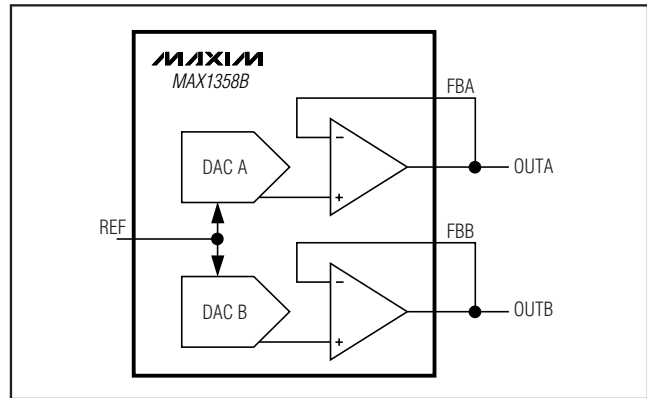 MAXIM
MAX1358B
FBA
DAC A
−
+
OUTA
REF
FBB
DAC B
−
+
OUTB